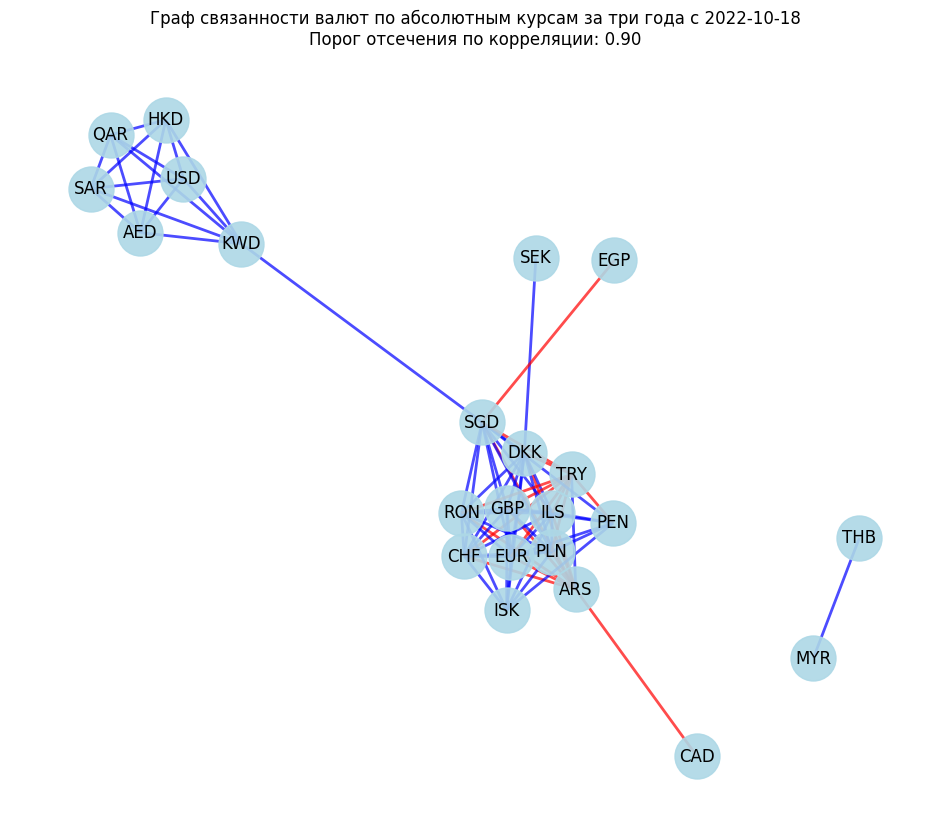 Граф связанности валют по абсолютным курсам за три года с 2022-10-18
Порог отсечения по корреляции: 0.90
HKD
QAR
USD
SAR
AED
KWD
SEK
EGP
SGD
DKK
TRY
RON
GBP
ILS
PEN
THB
CHF
EUR
PLN
ARS
ISK
MYR
CAD